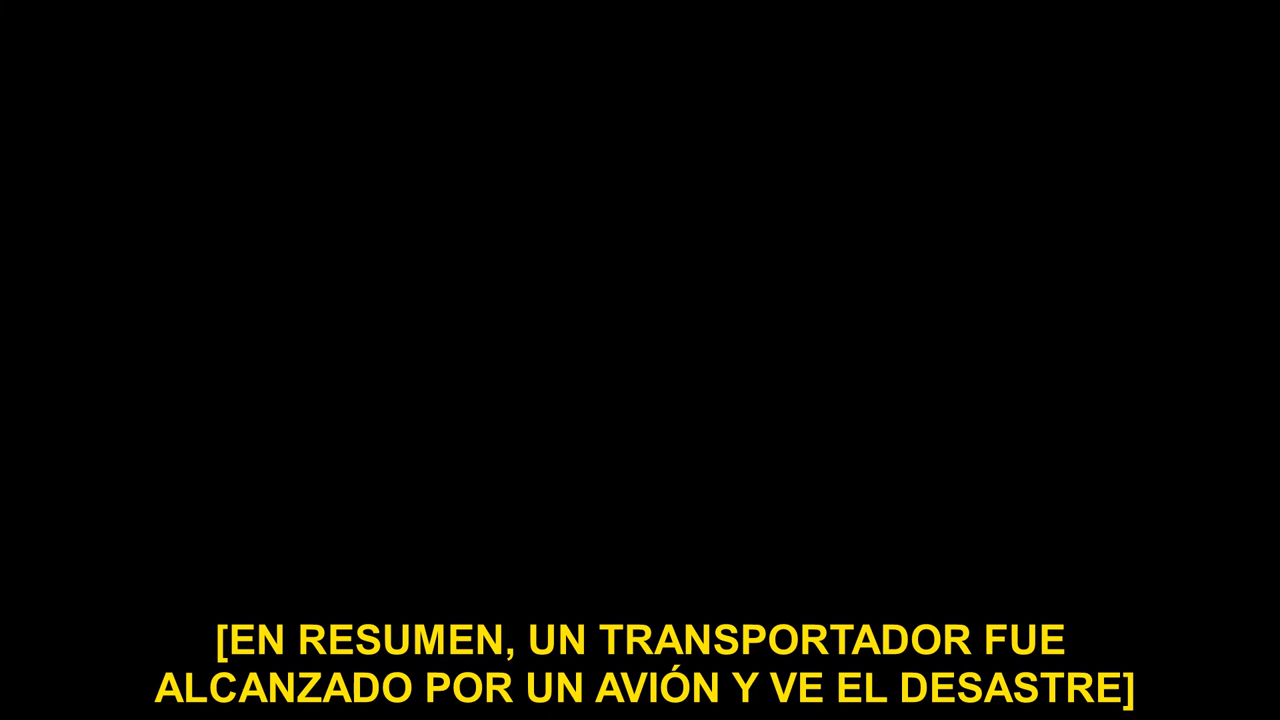 [EN RESUMEN, UN TRANSPORTADOR FUE
ALCANZADO POR UN AVIÓN Y VE EL DESASTRE]